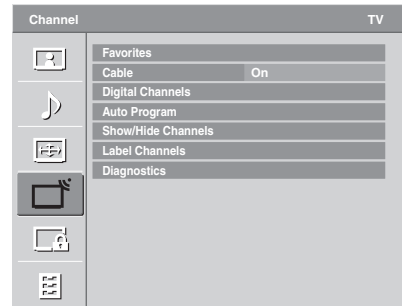 Channel TV
Favorites
Cable On
Digital Channels
Auto Program
Show/Hide Channels
Label Channels
Diagnostics